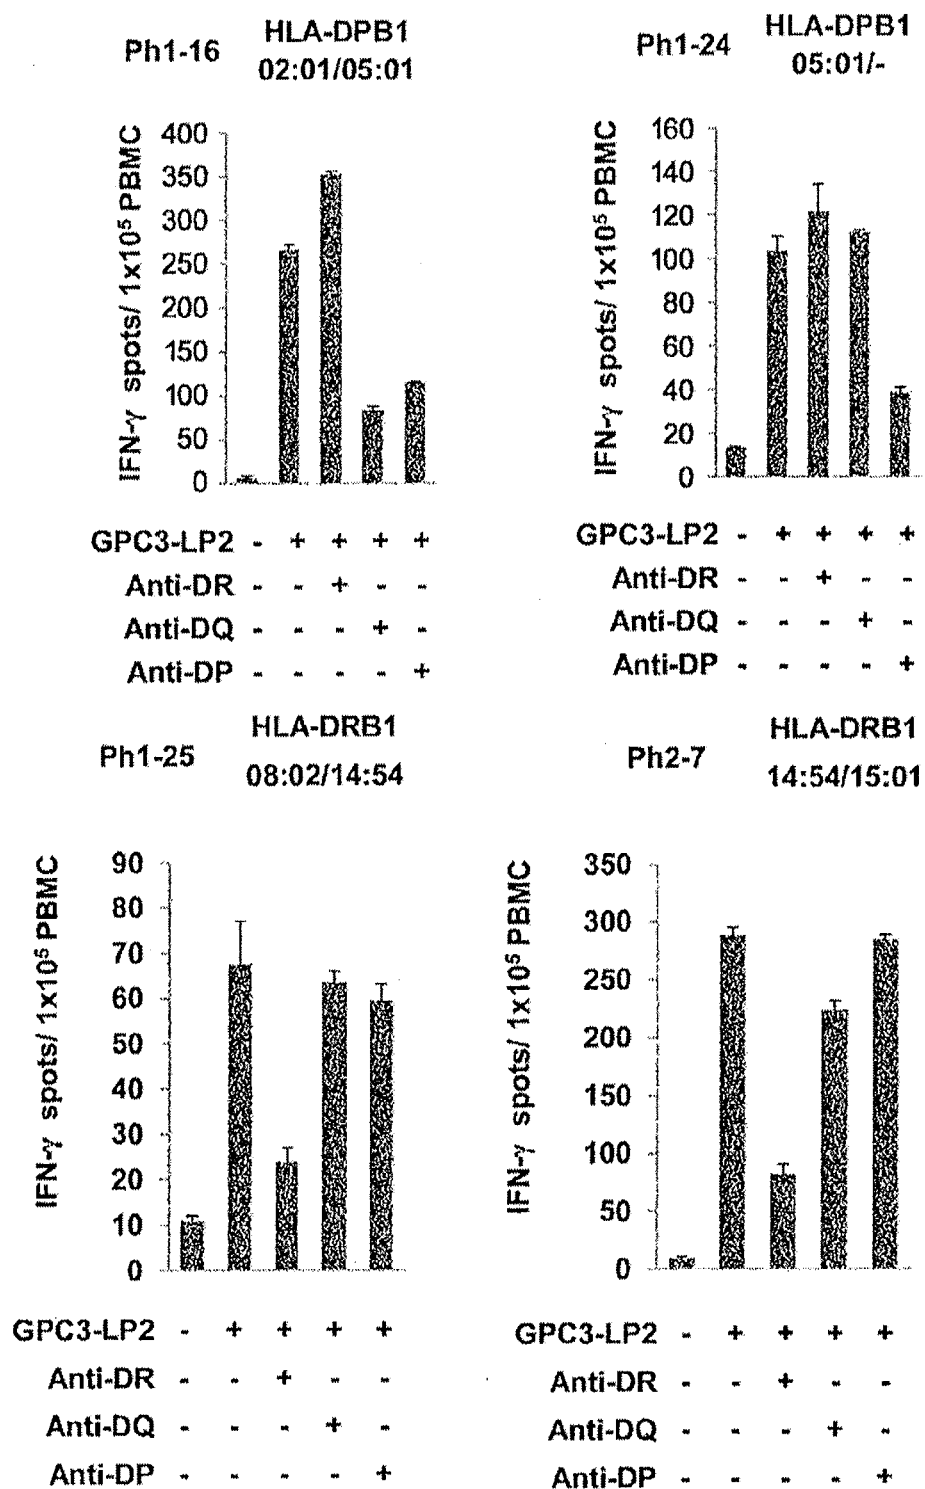 Ph1-16
HLA-DPB1
02:01/05:01
IFN-γ spots/ 1x10⁵ PBMC
400
350
300
250
200
150
100
50
0
GPC3-LP2 - + + + +
Anti-DR - - + - -
Anti-DQ - - - + -
Anti-DP - - - - +
Ph1-24
HLA-DPB1
05:01/-
IFN-γ spots/ 1x10⁵ PBMC
160
140
120
100
80
60
40
20
0
GPC3-LP2 - + + + +
Anti-DR - - + - -
Anti-DQ - - - + -
Anti-DP - - - - +
Ph1-25
HLA-DRB1
08:02/14:54
IFN-γ spots/ 1x10⁵ PBMC
90
80
70
60
50
40
30
20
10
0
GPC3-LP2 - + + + +
Anti-DR - - + - -
Anti-DQ - - - + -
Anti-DP - - - - +
Ph2-7
HLA-DRB1
14:54/15:01
IFN-γ spots/ 1x10⁵ PBMC
350
300
250
200
150
100
50
0
GPC3-LP2 - + + + +
Anti-DR - - + - -
Anti-DQ - - - + -
Anti-DP - - - - +